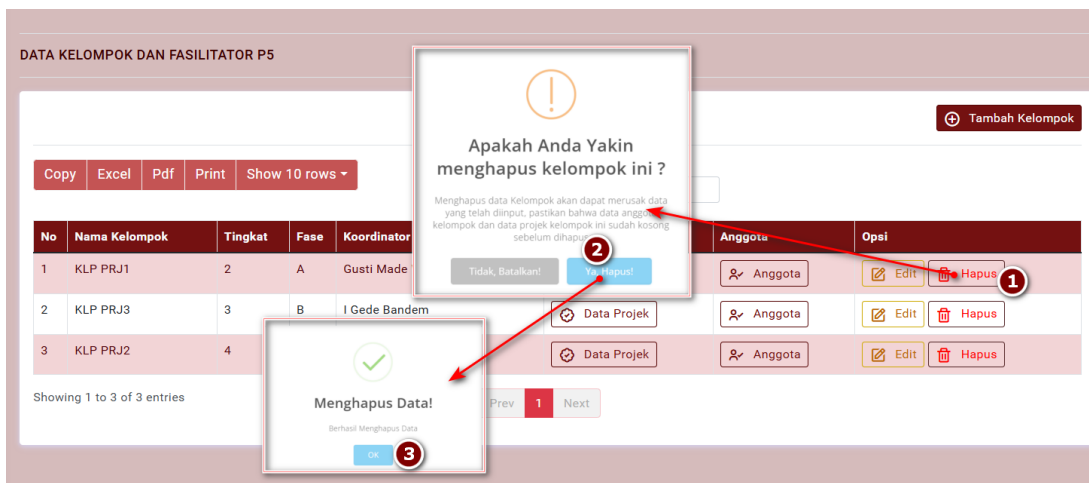 DATA KELOMPOK DAN FASILITATOR P5
Tambah Kelompok
Copy Excel Pdf Print Show 10 rows
Apakah Anda Yakin
menghapus kelompok ini ?
Menghapus data Kelompok akan dapat merusak data
yang telah diinput, pastikan bahwa data anggota
kelompok dan data projek kelompok ini sudah kosong
sebelum dihapus
Tidak, Batalkan! Ya, Hapus!
2
No Nama Kelompok Tingkat Fase Koordinator Anggota Opsi
1 KLP PRJ1 2 A Gusti Made Anggota Edit Hapus
1
2 KLP PRJ3 3 B I Gede Bandem Data Projek Anggota Edit Hapus
3 KLP PRJ2 4 Data Projek Anggota Edit Hapus
Showing 1 to 3 of 3 entries
Prev 1 Next
Menghapus Data!
Berhasil Menghapus Data
OK
3